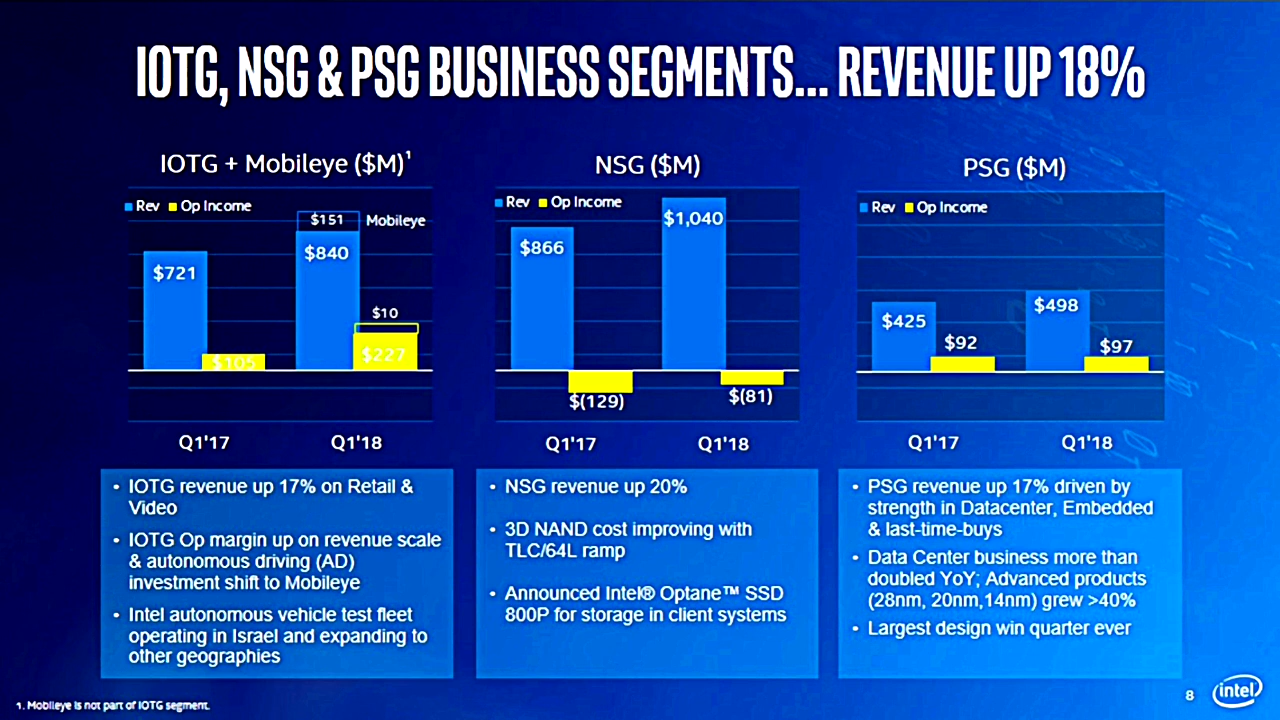 IOTG, NSG & PSG BUSINESS SEGMENTS... REVENUE UP 18%
IOTG + Mobileye ($M)¹
Rev Op Income
$151 Mobileye
$840
$721
$10
$105
$227
Q1'17 Q1'18
• IOTG revenue up 17% on Retail &
Video
• IOTG Op margin up on revenue scale
& autonomous driving (AD)
investment shift to Mobileye
• Intel autonomous vehicle test fleet
operating in Israel and expanding to
other geographies
NSG ($M)
Rev Op Income
$1,040
$866
$(129)
$(81)
Q1'17 Q1'18
• NSG revenue up 20%
• 3D NAND cost improving with
TLC/64L ramp
• Announced Intel® Optane™ SSD
800P for storage in client systems
PSG ($M)
Rev Op Income
$498
$425
$92
$97
Q1'17 Q1'18
• PSG revenue up 17% driven by
strength in Datacenter, Embedded
& last-time-buys
• Data Center business more than
doubled YoY; Advanced products
(28nm, 20nm,14nm) grew >40%
• Largest design win quarter ever
1. Mobileye is not part of IOTG segment.
8
intel